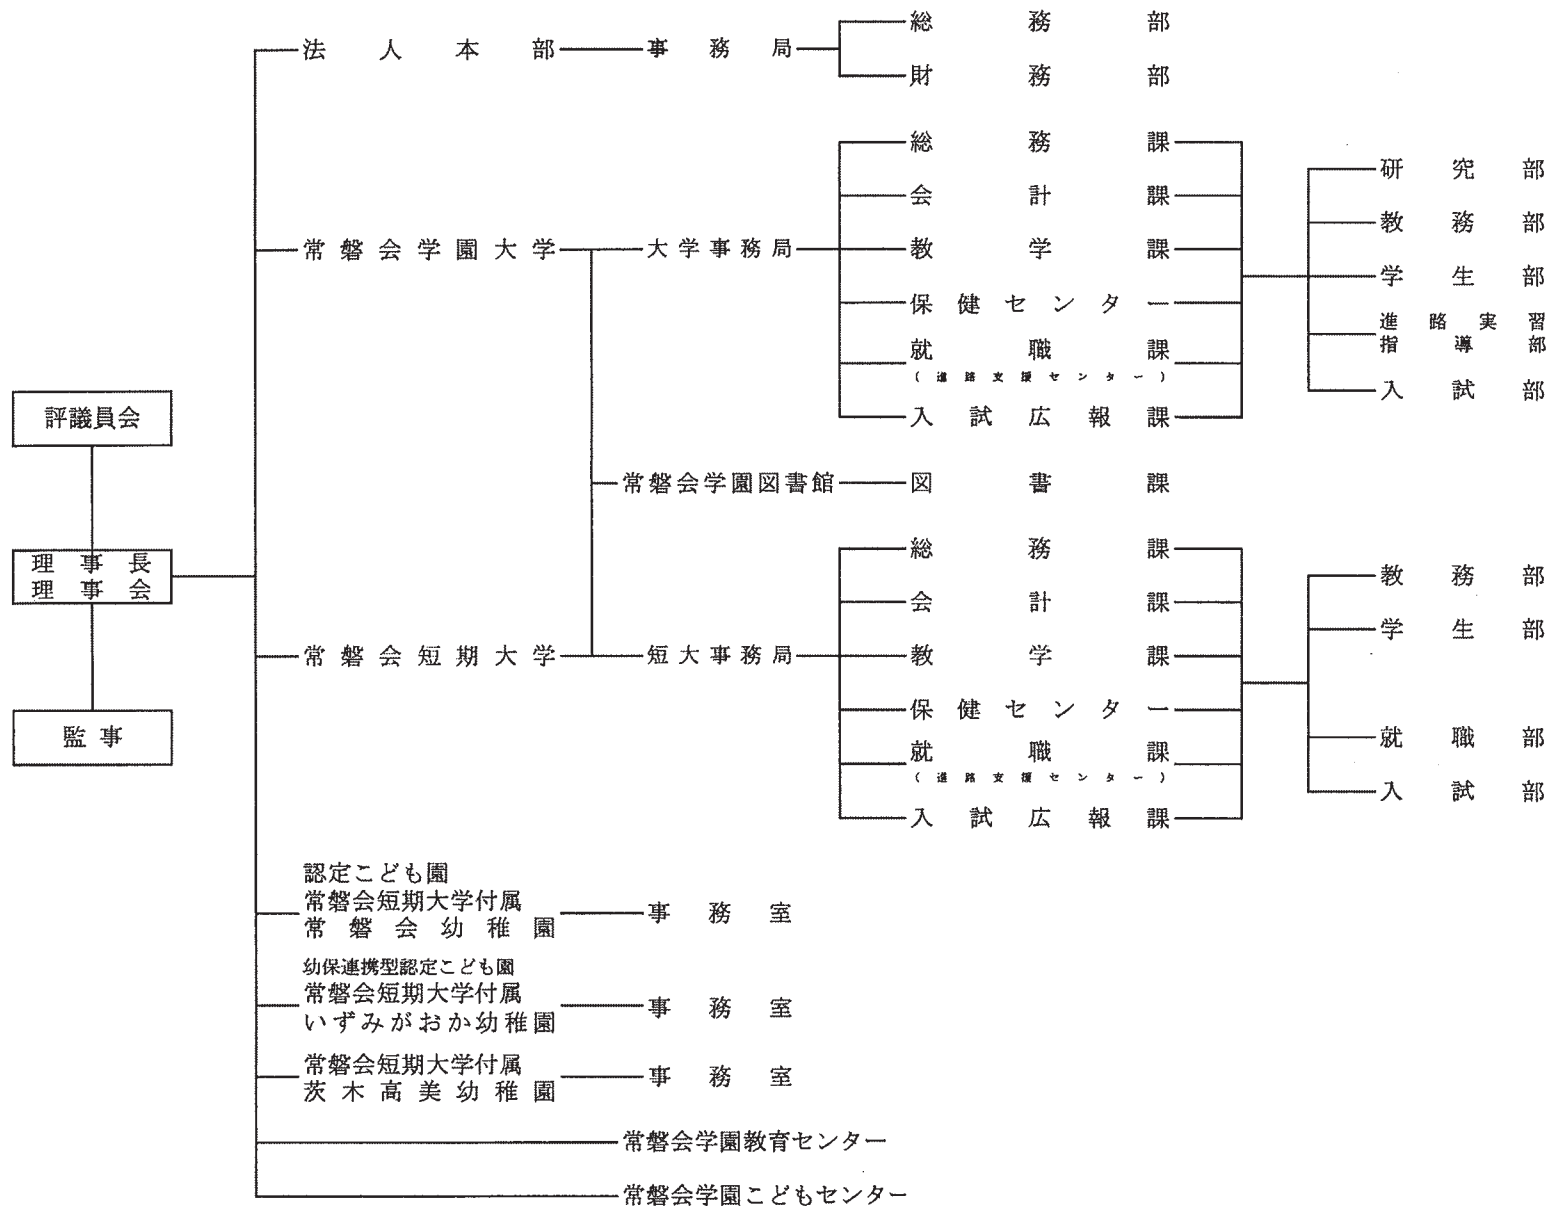 評議員会
理事長
理事会
監事
法人本部
事務局
総務部
財務部
常磐会学園大学
大学事務局
総務課
会計課
教学課
保健センター
就職課
(進路支援センター)
入試広報課
研究部
教務部
学生部
進路実習
指導部
入試部
常磐会学園図書館
図書課
常磐会短期大学
短大事務局
総務課
会計課
教学課
保健センター
就職課
(進路支援センター)
入試広報課
教務部
学生部
就職部
入試部
認定こども園
常磐会短期大学付属
常磐会幼稚園
事務室
幼保連携型認定こども園
常磐会短期大学付属
いずみがおか幼稚園
事務室
常磐会短期大学付属
茨木高美幼稚園
事務室
常磐会学園教育センター
常磐会学園こどもセンター